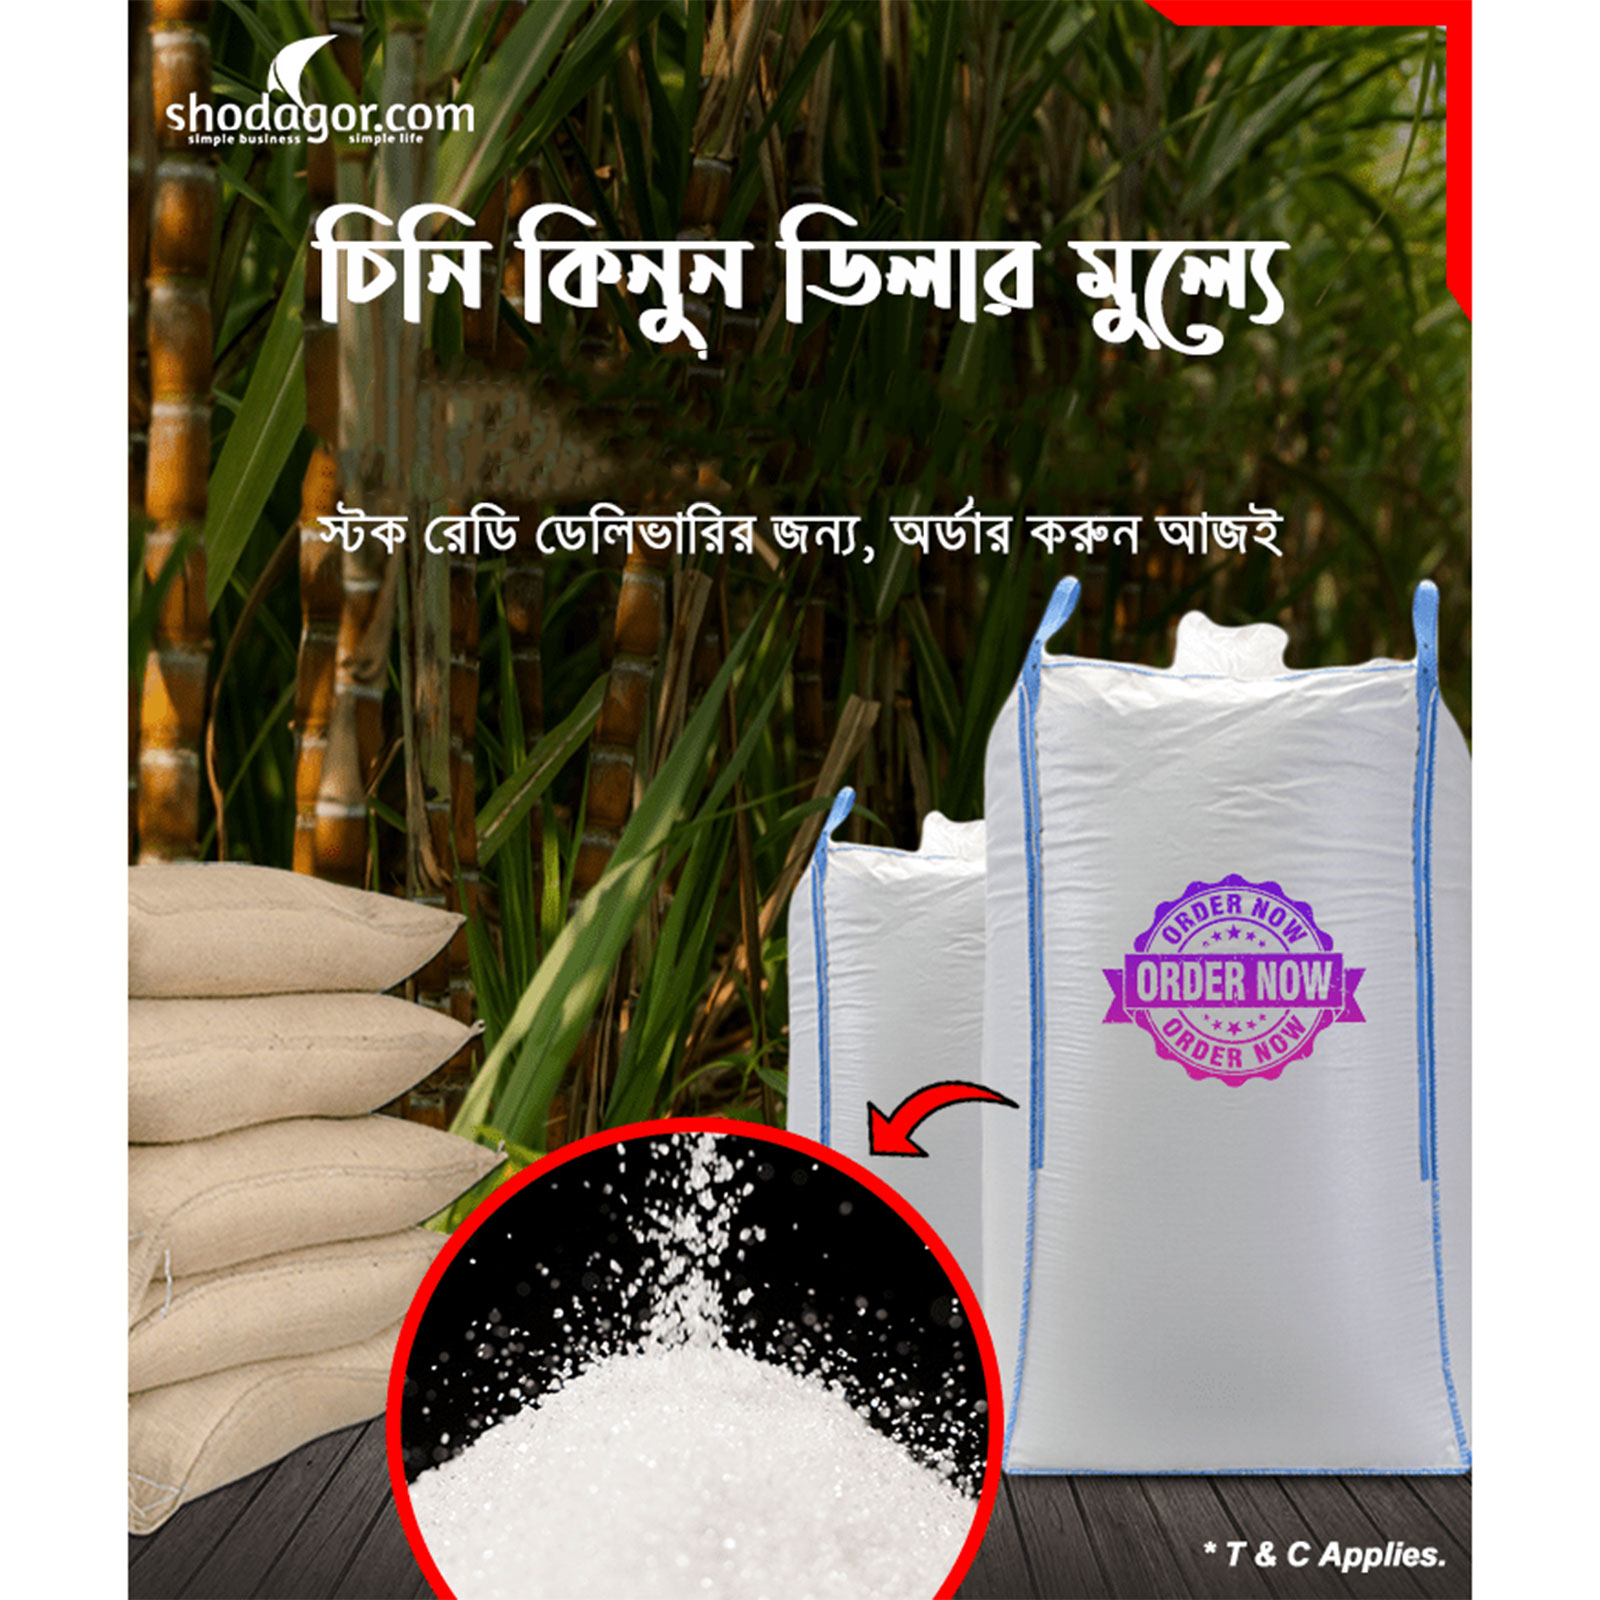 shodagor.com
simple business simple life
চিনি কিনুন ডিলার মুল্যে
স্টক রেডি ডেলিভারির জন্য, অর্ডার করুন আজই
ORDER NOW
ORDER NOW
ORDER NOW
* T & C Applies.